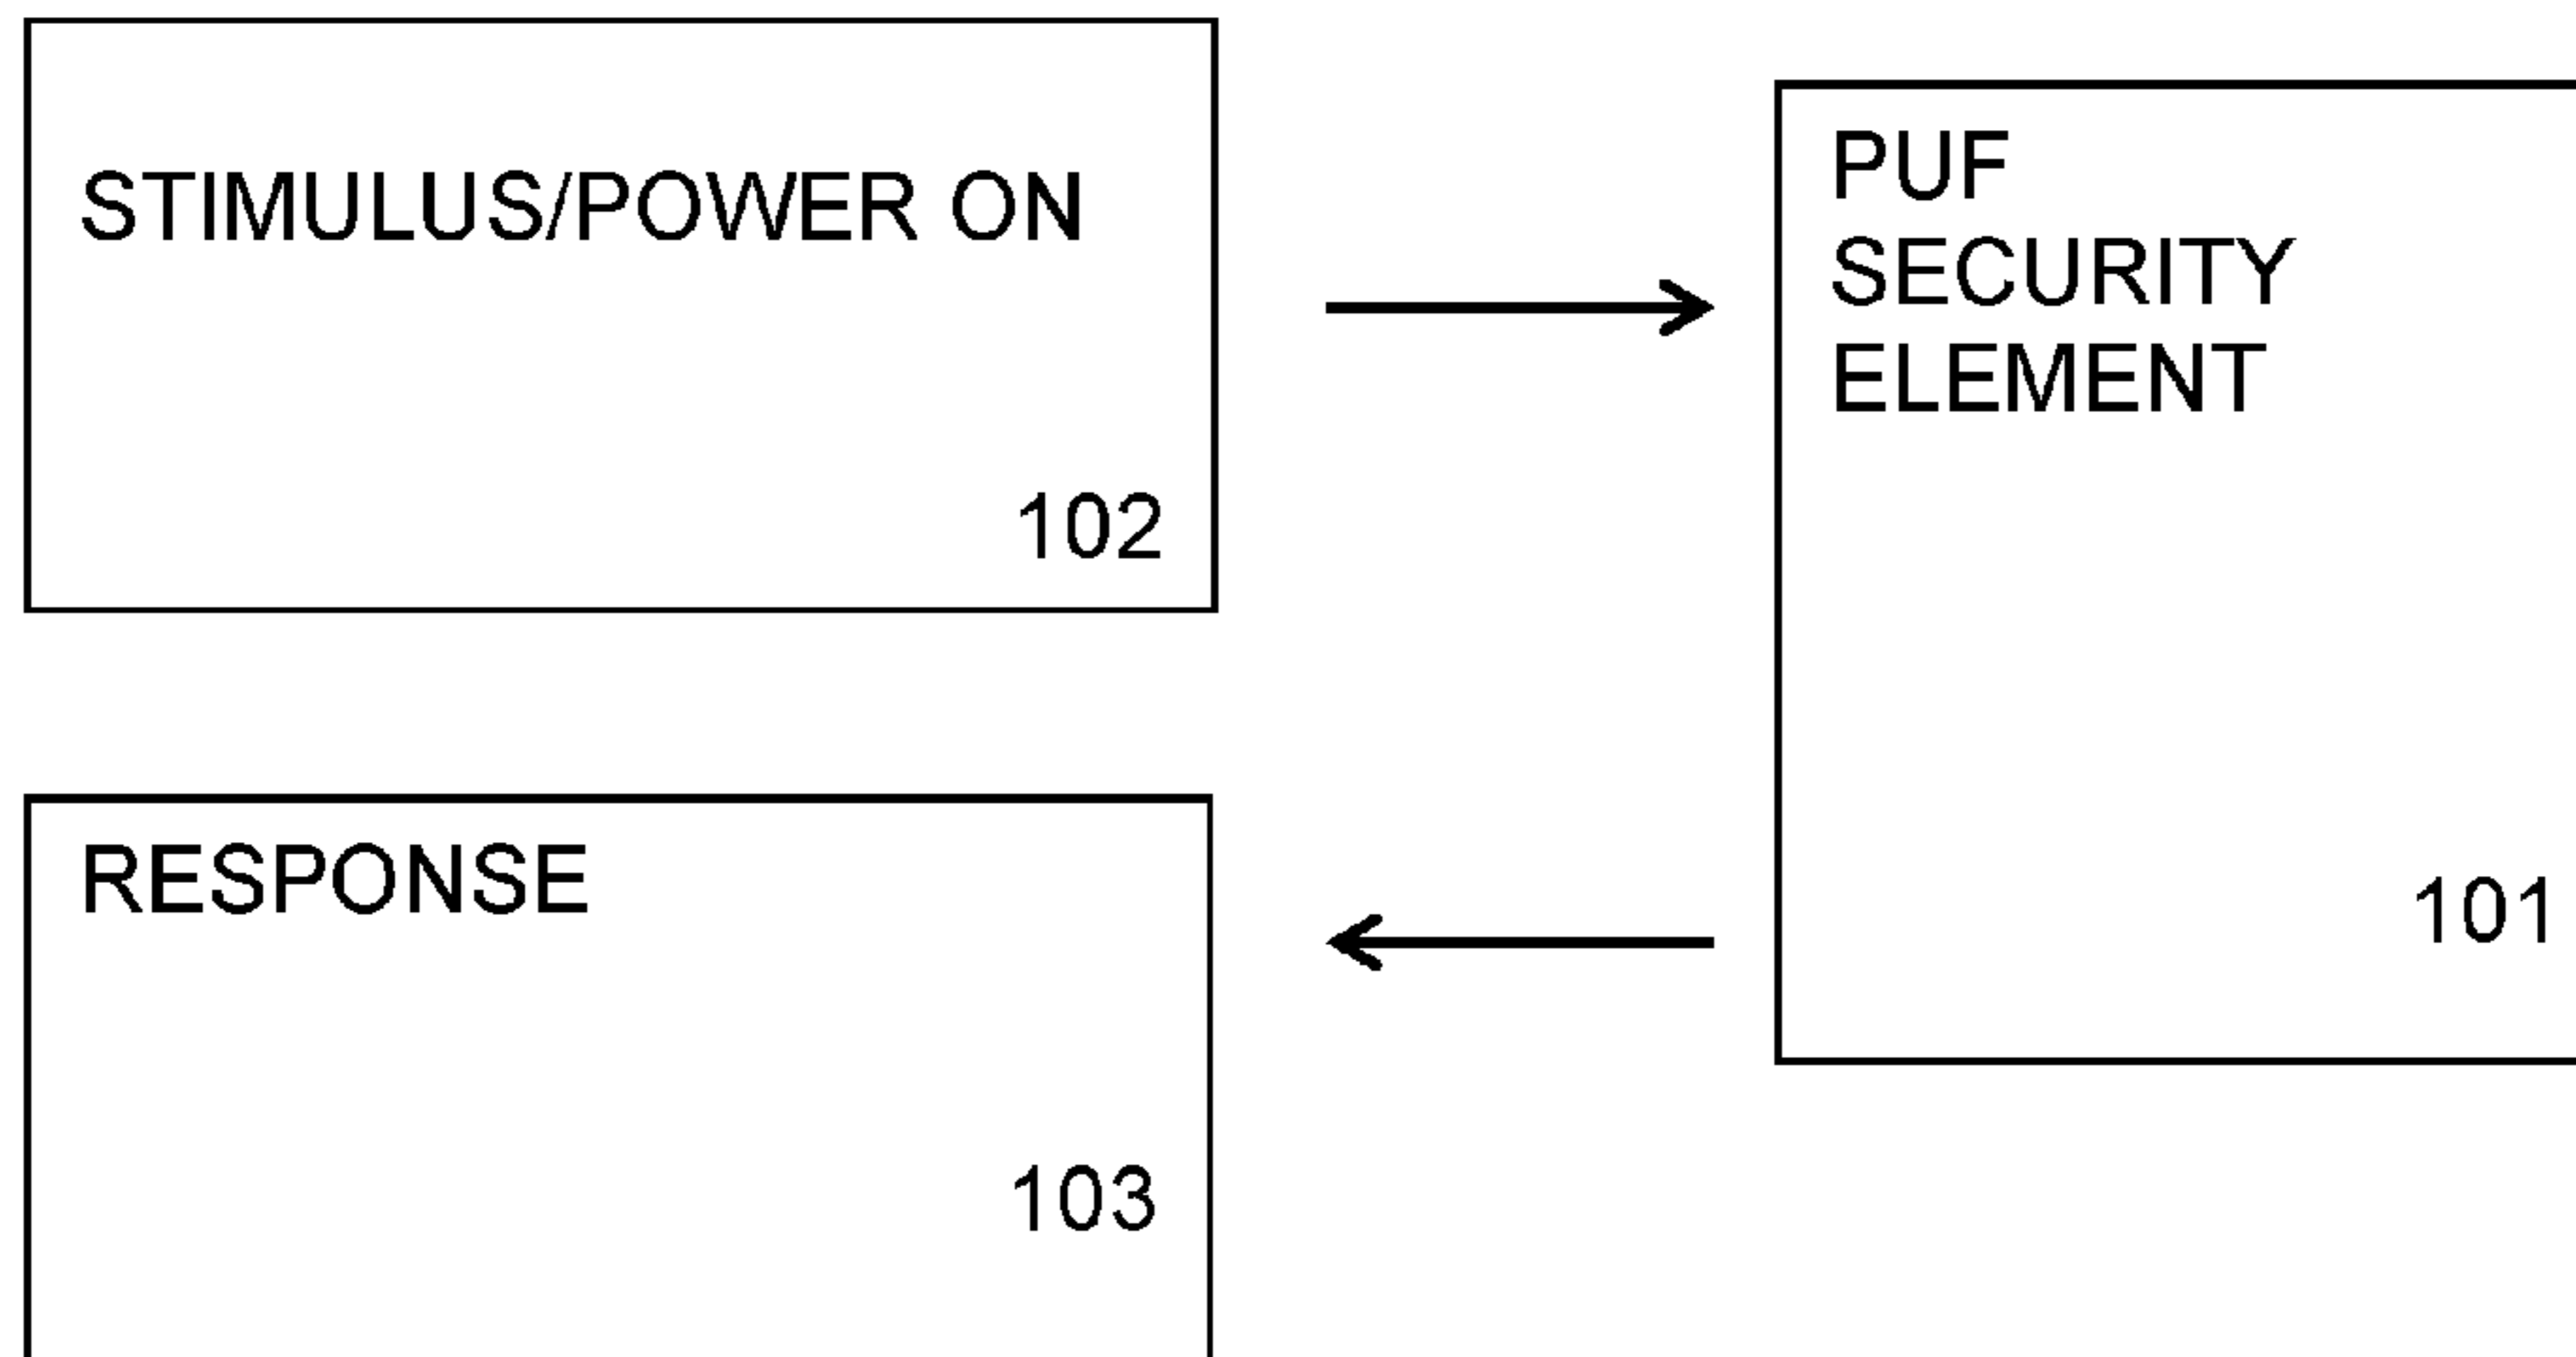 STIMULUS/POWER ON
102
PUF
SECURITY
ELEMENT
101
RESPONSE
103